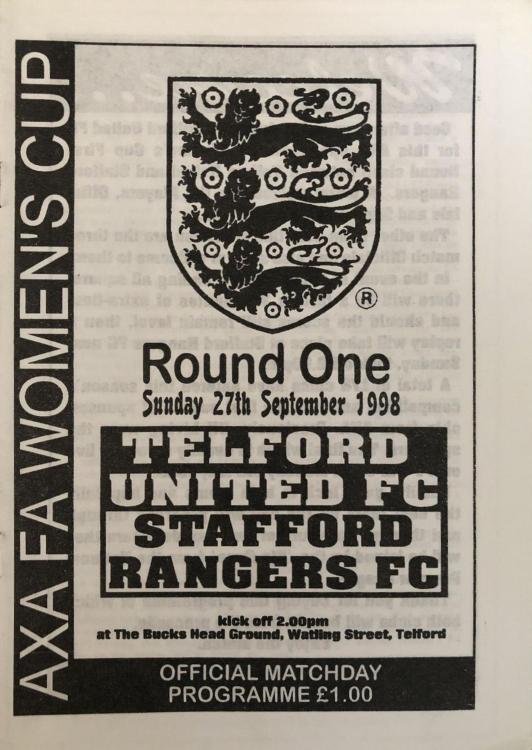 AXA FA WOMEN'S CUP
®
Round One
Sunday 27th September 1998
TELFORD
UNITED FC
STAFFORD
RANGERS FC
kick off 2.00pm
at The Bucks Head Ground, Watling Street, Telford
OFFICIAL MATCHDAY
PROGRAMME £1.00